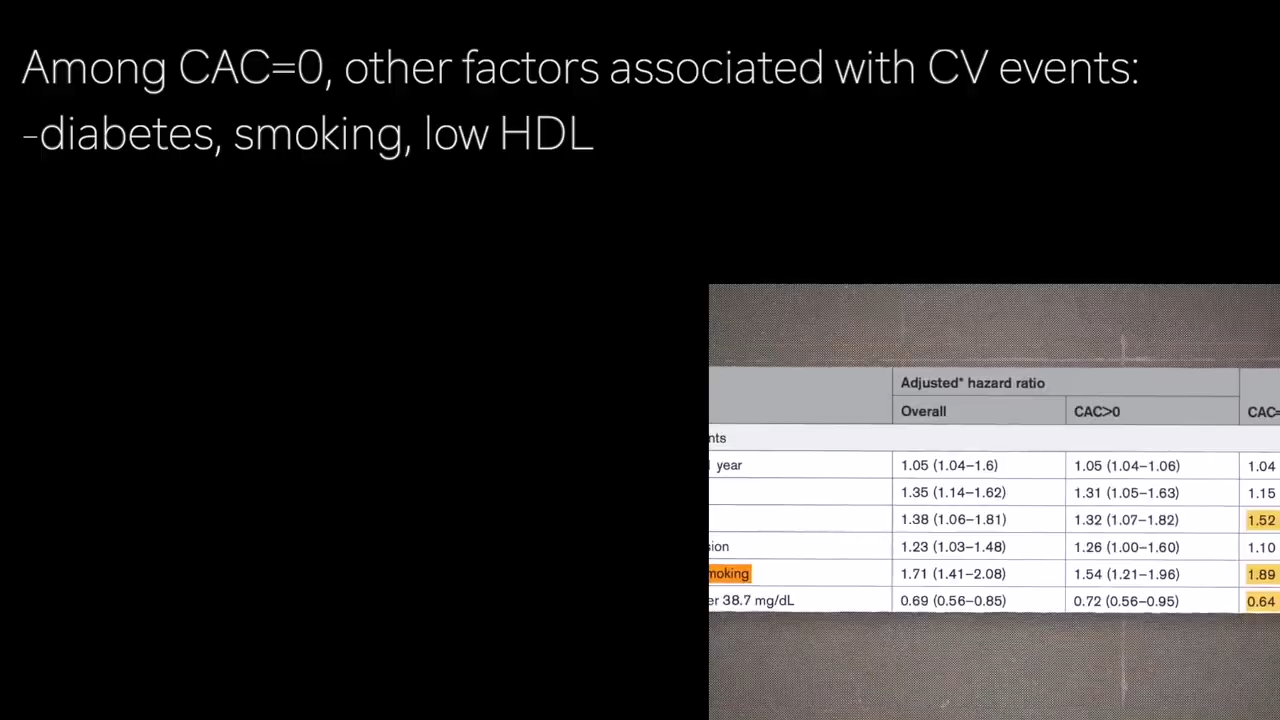 Among CAC=0, other factors associated with CV events:
-diabetes, smoking, low HDL
Adjusted* hazard ratio
Overall CAC>0 CAC=
nts
year 1.05 (1.04–1.6) 1.05 (1.04–1.06) 1.04
1.35 (1.14–1.62) 1.31 (1.05–1.63) 1.15
1.38 (1.06–1.81) 1.32 (1.07–1.82) 1.52
sion 1.23 (1.03–1.48) 1.26 (1.00–1.60) 1.10
moking 1.71 (1.41–2.08) 1.54 (1.21–1.96) 1.89
er 38.7 mg/dL 0.69 (0.56–0.85) 0.72 (0.56–0.95) 0.64